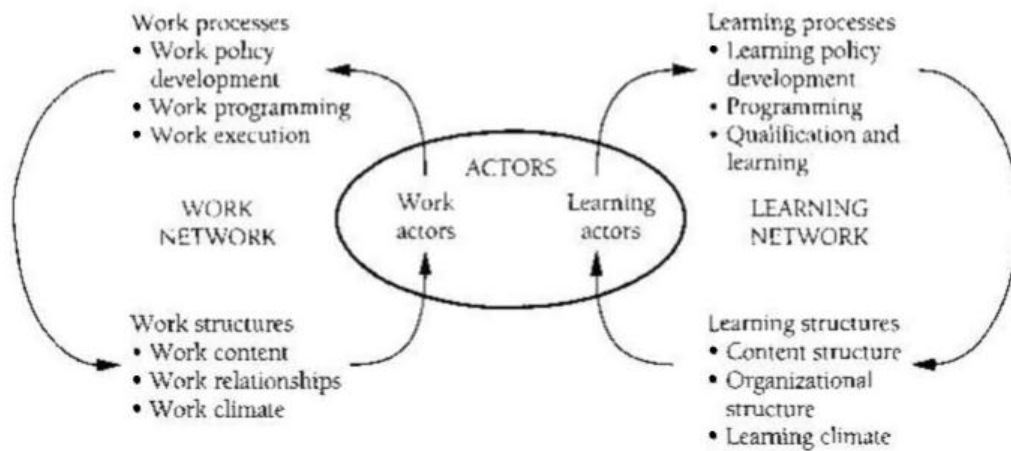 Work processes
• Work policy
development
• Work programming
• Work execution
Learning processes
• Learning policy
development
• Programming
• Qualification and
learning
ACTORS
Work
actors
Learning
actors
WORK
NETWORK
LEARNING
NETWORK
Work structures
• Work content
• Work relationships
• Work climate
Learning structures
• Content structure
• Organizational
structure
• Learning climate